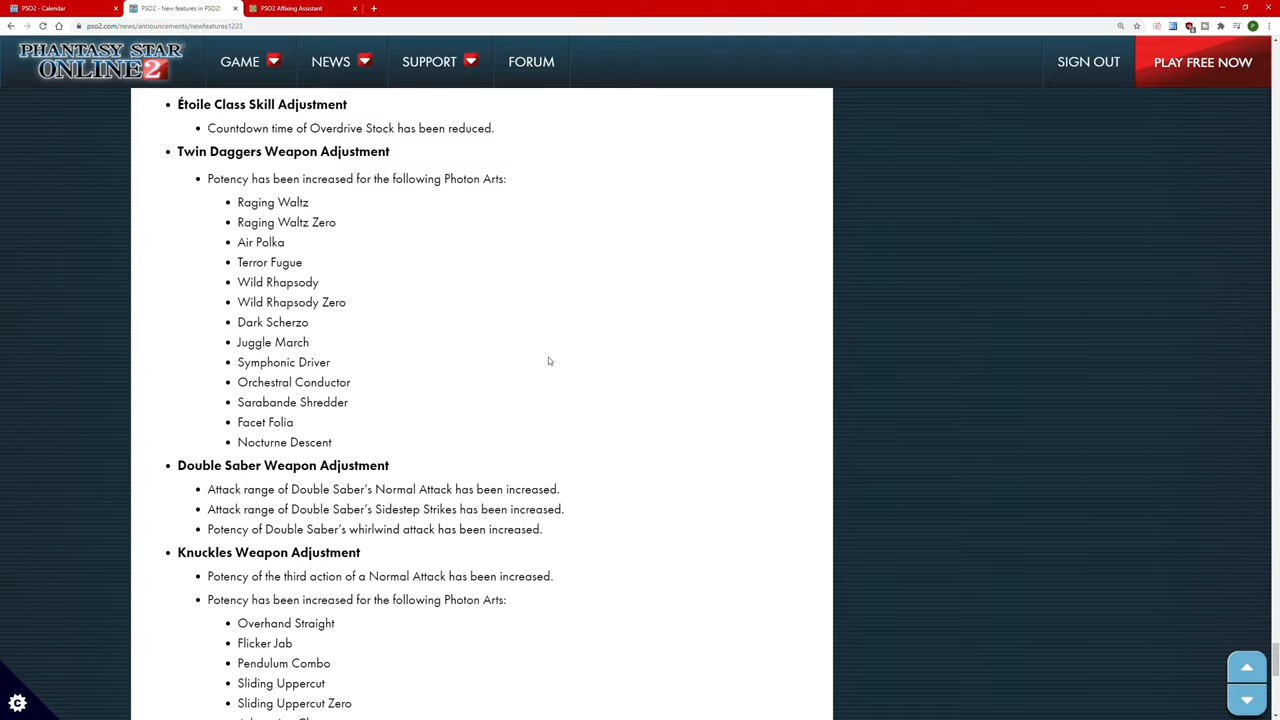 PSO2 - Calendar
PSO2 - New features in PSO2!
PSO2 Affixing Assistant
pso2.com/news/announcements/newfeatures1223
PHANTASY STAR
ONLINE 2
GAME
NEWS
SUPPORT
FORUM
SIGN OUT
PLAY FREE NOW
• Étoile Class Skill Adjustment
• Countdown time of Overdrive Stock has been reduced.
• Twin Daggers Weapon Adjustment
• Potency has been increased for the following Photon Arts:
• Raging Waltz
• Raging Waltz Zero
• Air Polka
• Terror Fugue
• Wild Rhapsody
• Wild Rhapsody Zero
• Dark Scherzo
• Juggle March
• Symphonic Driver
• Orchestral Conductor
• Sarabande Shredder
• Facet Folia
• Nocturne Descent
• Double Saber Weapon Adjustment
• Attack range of Double Saber's Normal Attack has been increased.
• Attack range of Double Saber's Sidestep Strikes has been increased.
• Potency of Double Saber's whirlwind attack has been increased.
• Knuckles Weapon Adjustment
• Potency of the third action of a Normal Attack has been increased.
• Potency has been increased for the following Photon Arts:
• Overhand Straight
• Flicker Jab
• Pendulum Combo
• Sliding Uppercut
• Sliding Uppercut Zero